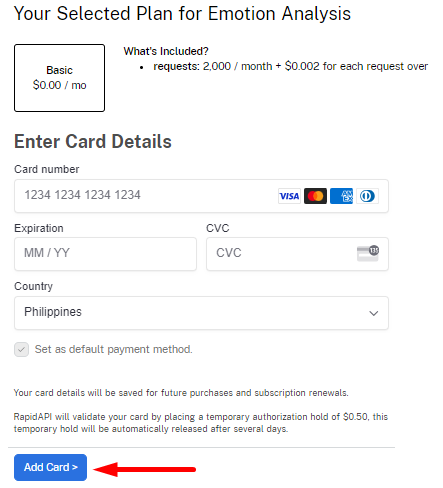 Your Selected Plan for Emotion Analysis
Basic
$0.00 / mo
What's Included?
• requests: 2,000 / month + $0.002 for each request over
Enter Card Details
Card number
1234 1234 1234 1234
VISA
Expiration
CVC
MM / YY
CVC
135
Country
Philippines
Set as default payment method.
Your card details will be saved for future purchases and subscription renewals.
RapidAPI will validate your card by placing a temporary authorization hold of $0.50, this
temporary hold will be automatically released after several days.
Add Card >